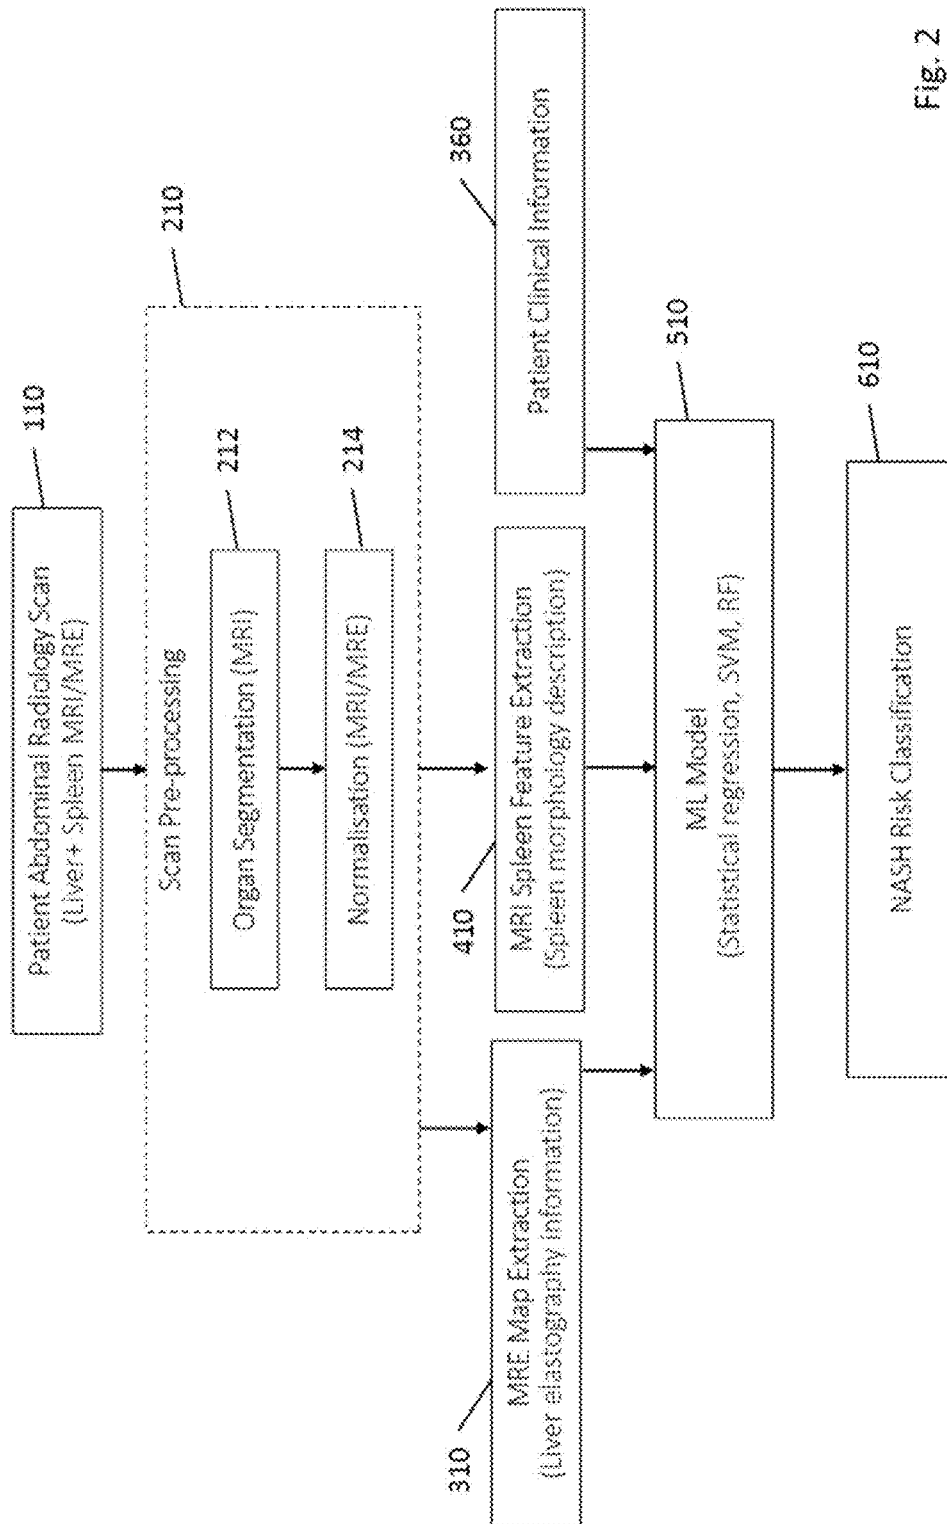 110
Patient Abdominal Radiology Scan
(Liver+ Spleen MRI/MRE)
210
Scan Pre-processing
212
Organ Segmentation (MRI)
214
Normalisation (MRI/MRE)
310
MRE Map Extraction
(Liver elastography information)
410
MRI Spleen Feature Extraction
(Spleen morphology description)
360
Patient Clinical Information
510
ML Model
(Statistical regression, SVM, RF)
610
NASH Risk Classification
Fig. 2